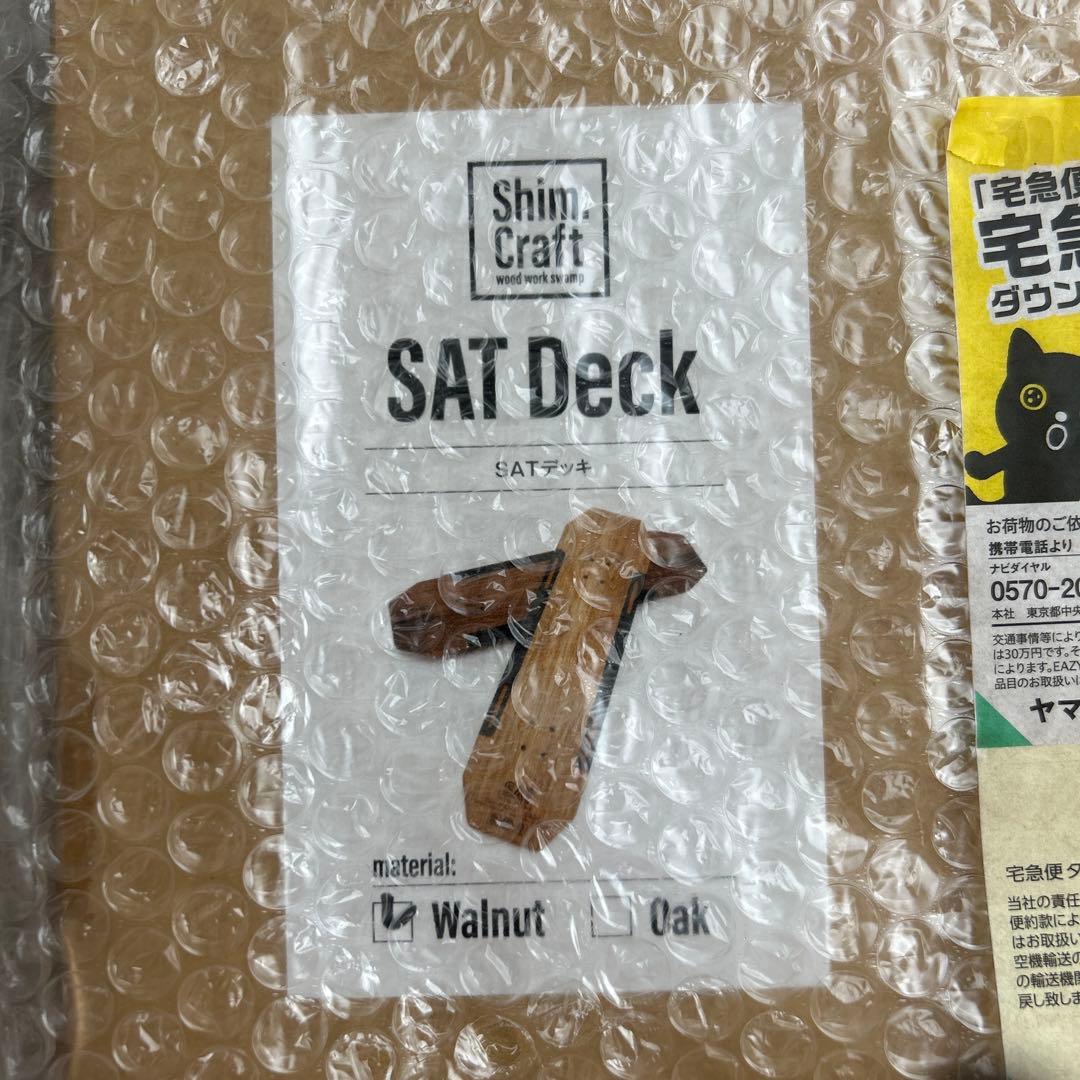 Shim.
Craft
wood work swamp
SAT Deck
SATデッキ
material:
Walnut
Oak
「宅急便
宅急
ダウン
お荷物のご依
携帯電話より
ナビダイヤル
0570-20
本社 東京都中央
交通事情等により
は30万円です。そ
によります。EAZY
品目のお取扱いに
ヤマ
宅急便
当社の責任
便約款によ
はお取扱い
空機輸送の
の輸送機関
戻し致しま